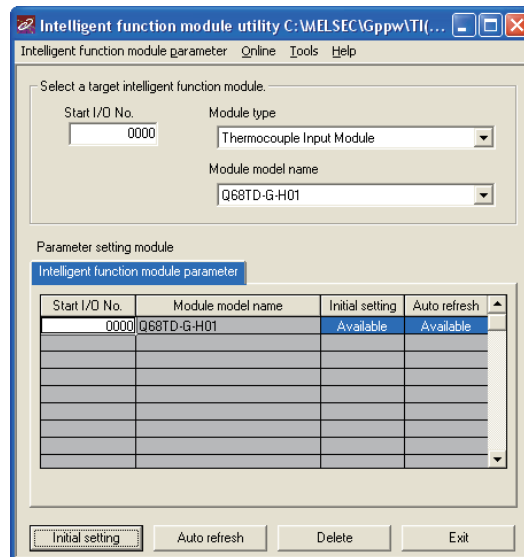 Intelligent function module utility C:\MELSEC\Gppw\TI(...
Intelligent function module parameter Online Tools Help
Select a target intelligent function module.
Start I/O No. Module type
0000 Thermocouple Input Module
Module model name
Q68TD-G-H01
Parameter setting module
Intelligent function module parameter
Start I/O No. Module model name Initial setting Auto refresh
0000 Q68TD-G-H01 Available Available
Initial setting Auto refresh Delete Exit